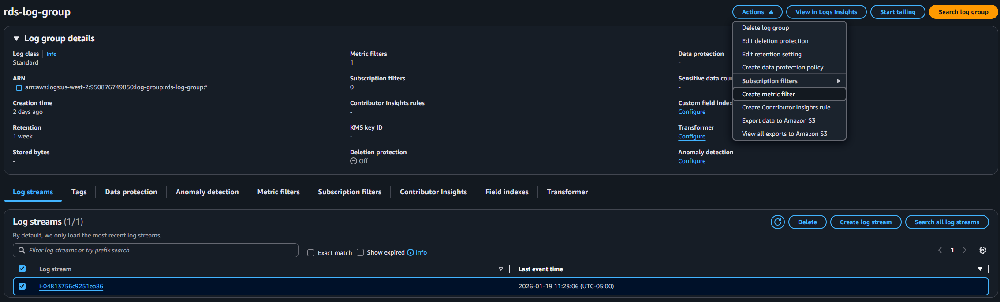 rds-log-group
Actions
View in Logs Insights
Start tailing
Search log group
Delete log group
Edit deletion protection
Edit retention setting
Create data protection policy
Subscription filters
Create metric filter
Create Contributor Insights rule
Export data to Amazon S3
View all exports to Amazon S3
Log group details
Log class
Info
Standard
ARN
arn:aws:logs:us-west-2:950876749850:log-group:rds-log-group:*
Creation time
2 days ago
Retention
1 week
Stored bytes
-
Metric filters
1
Subscription filters
0
Contributor Insights rules
-
KMS key ID
-
Deletion protection
Off
Data protection
-
Sensitive data cour
-
Custom field index
Configure
Transformer
Configure
Anomaly detection
Configure
Log streams
Tags
Data protection
Anomaly detection
Metric filters
Subscription filters
Contributor Insights
Field indexes
Transformer
Log streams (1/1)
By default, we only load the most recent log streams.
Delete
Create log stream
Search all log streams
Filter log streams or try prefix search
Exact match
Show expired
Info
1
Log stream
Last event time
i-04813756c9251ea86
2026-01-19 11:23:06 (UTC-05:00)